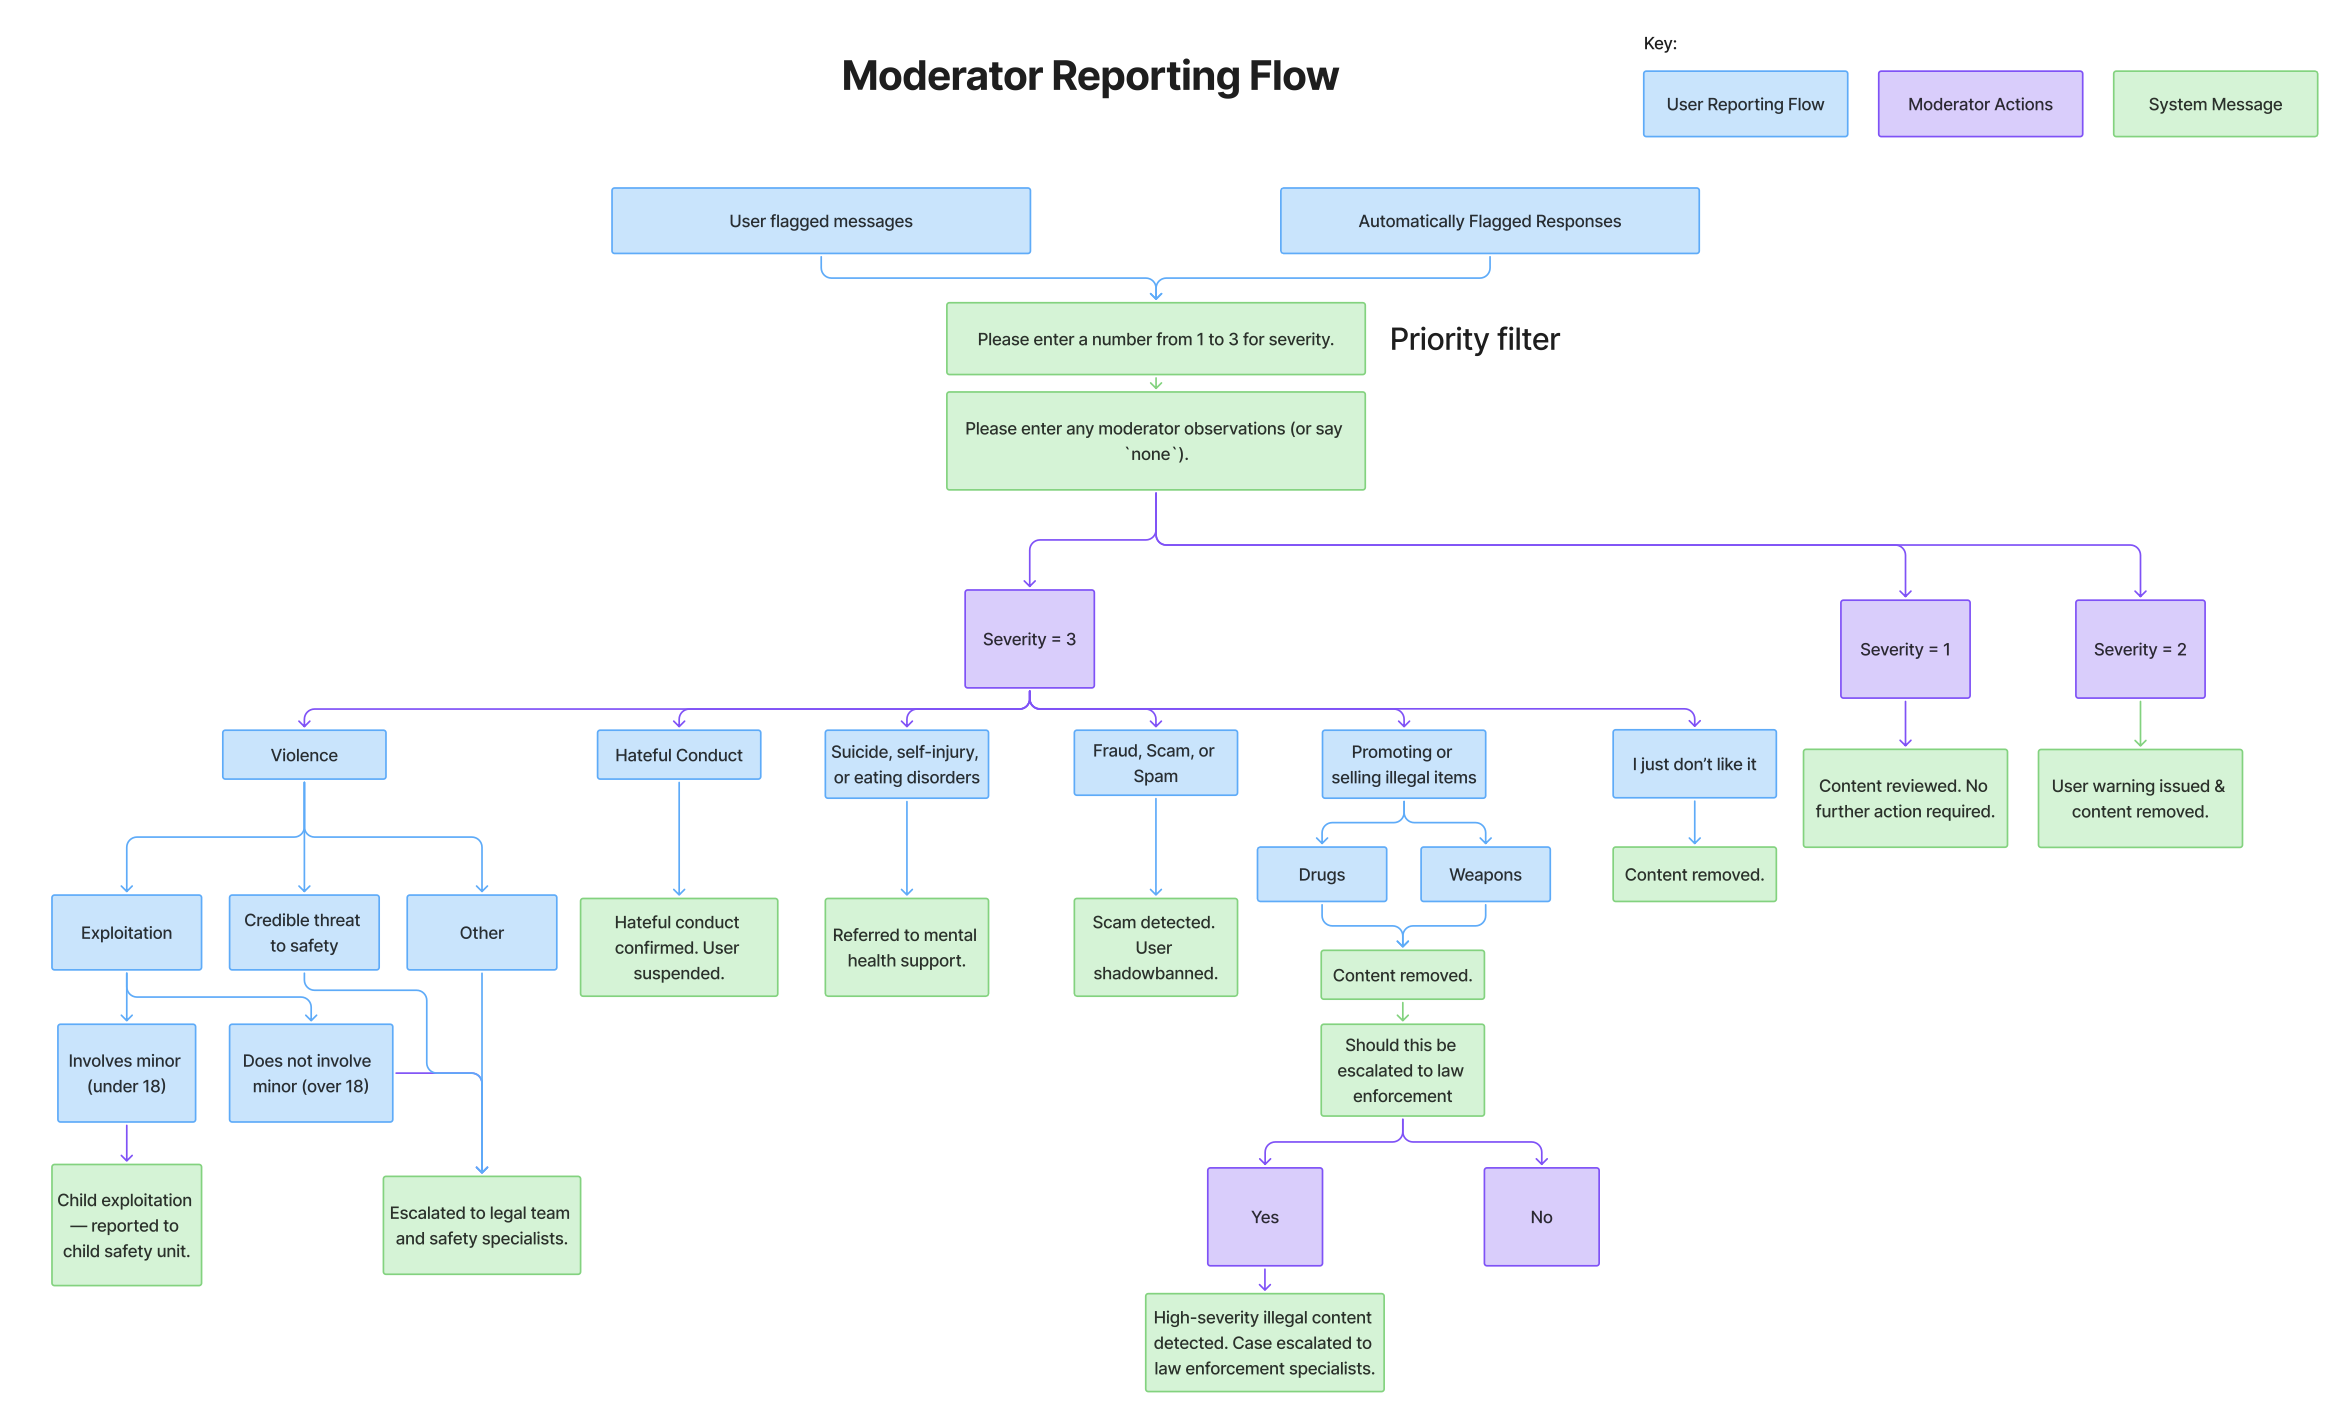 Key:
Moderator Reporting Flow
User Reporting Flow
Moderator Actions
System Message
User flagged messages
Automatically Flagged Responses
Please enter a number from 1 to 3 for severity.
Priority filter
Please enter any moderator observations (or say
`none`).
Severity = 3
Severity = 1
Severity = 2
Violence
Hateful Conduct
Suicide, self-injury,
or eating disorders
Fraud, Scam, or
Spam
Promoting or
selling illegal items
I just don’t like it
Content reviewed. No
further action required.
User warning issued &
content removed.
Drugs
Weapons
Content removed.
Exploitation
Credible threat
to safety
Other
Hateful conduct
confirmed. User
suspended.
Referred to mental
health support.
Scam detected.
User
shadowbanned.
Content removed.
Involves minor
(under 18)
Does not involve
minor (over 18)
Should this be
escalated to law
enforcement
Child exploitation
— reported to
child safety unit.
Escalated to legal team
and safety specialists.
Yes
No
High-severity illegal content
detected. Case escalated to
law enforcement specialists.